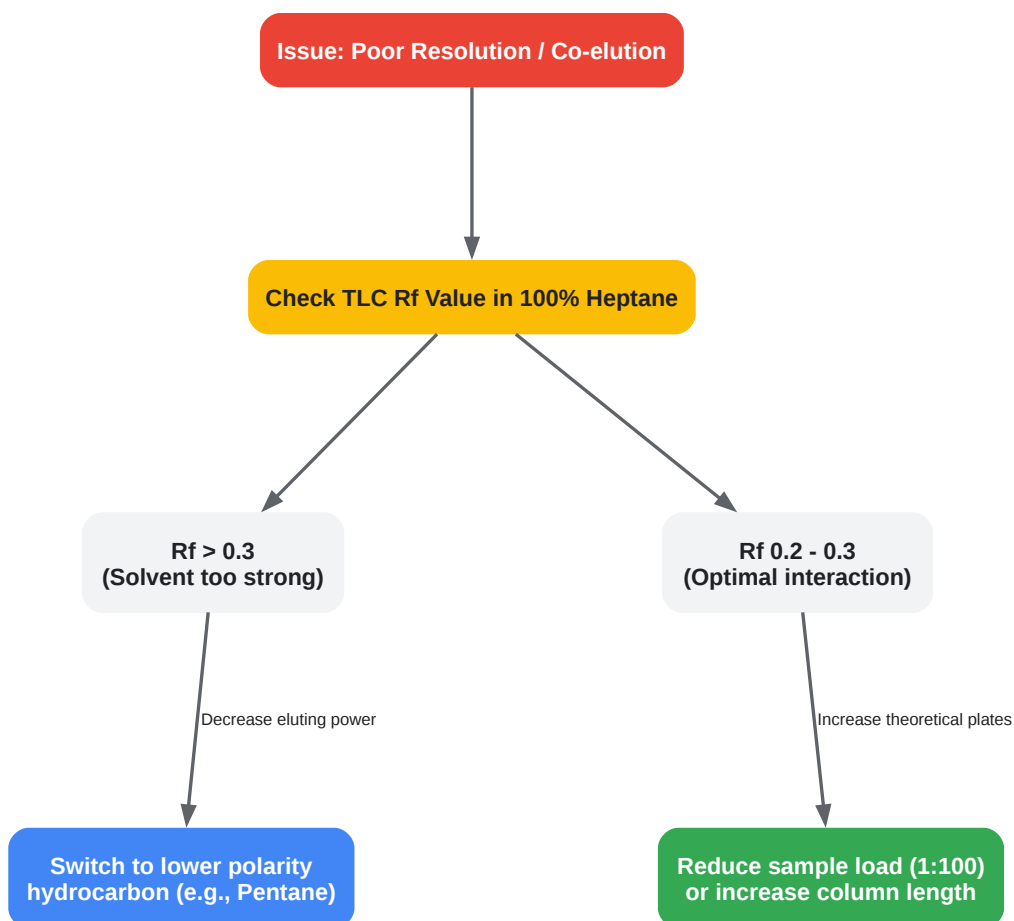 Issue: Poor Resolution / Co-elution
Check TLC Rf Value in 100% Heptane
Rf > 0.3
(Solvent too strong)
Rf 0.2 - 0.3
(Optimal interaction)
Decrease eluting power
Increase theoretical plates
Switch to lower polarity
hydrocarbon (e.g., Pentane)
Reduce sample load (1:100)
or increase column length